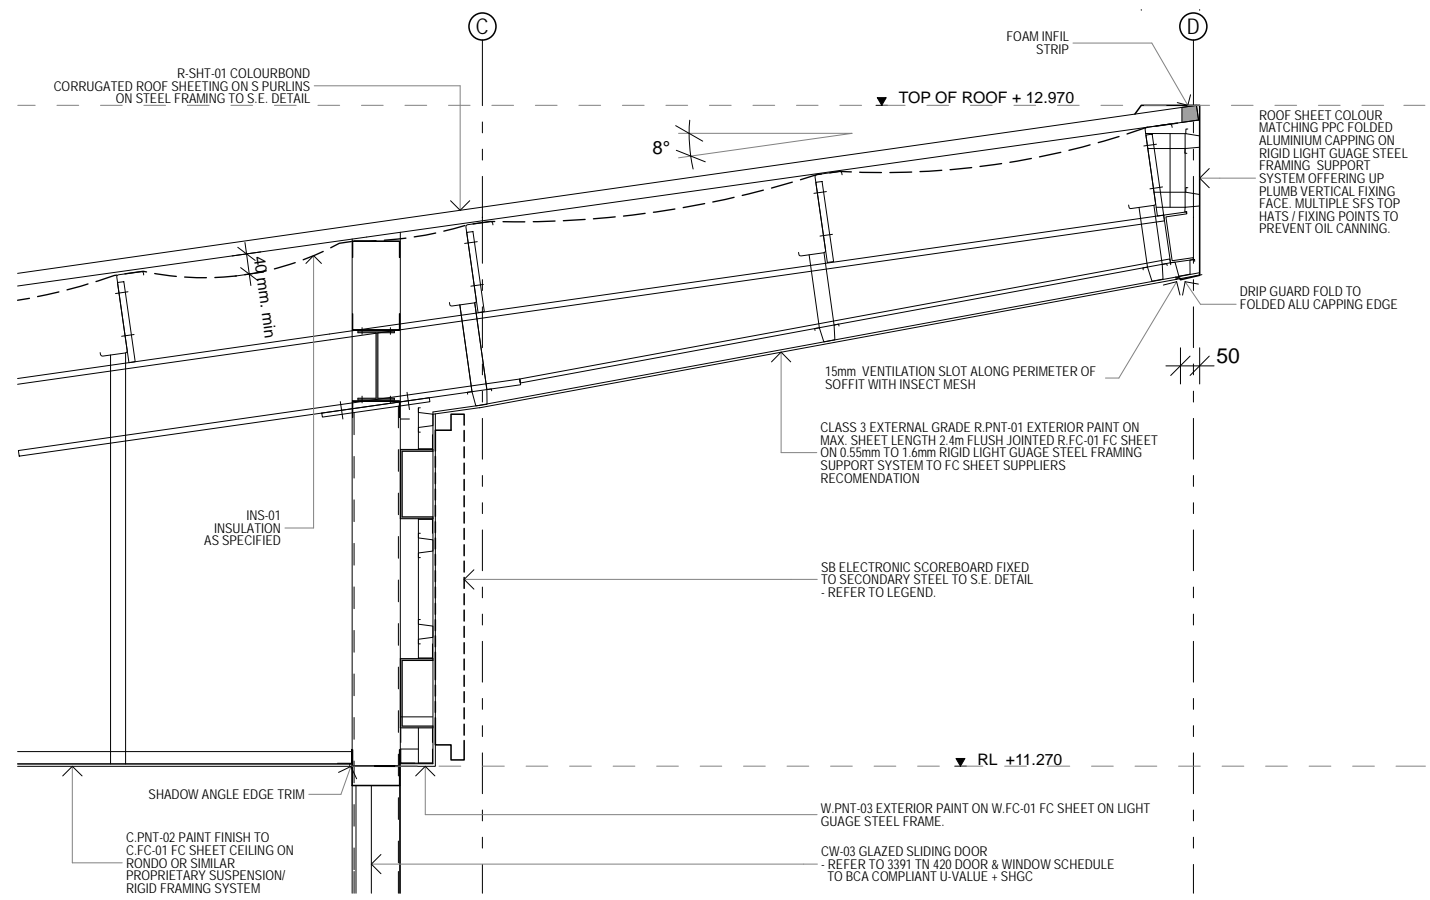 C
D
FOAM INFIL
STRIP
R-SHT-01 COLOURBOND
CORRUGATED ROOF SHEETING ON S PURLINS
ON STEEL FRAMING TO S.E. DETAIL
TOP OF ROOF + 12.970
ROOF SHEET COLOUR
MATCHING PPC FOLDED
ALUMINIUM CAPPING ON
RIGID LIGHT GUAGE STEEL
FRAMING SUPPORT
SYSTEM OFFERING UP
PLUMB VERTICAL FIXING
FACE. MULTIPLE SFS TOP
HATS / FIXING POINTS TO
PREVENT OIL CANNING.
8°
40 mm. min
DRIP GUARD FOLD TO
FOLDED ALU CAPPING EDGE
50
15mm VENTILATION SLOT ALONG PERIMETER OF
SOFFIT WITH INSECT MESH
CLASS 3 EXTERNAL GRADE R.PNT-01 EXTERIOR PAINT ON
MAX. SHEET LENGTH 2.4m FLUSH JOINTED R.FC-01 FC SHEET
ON 0.55mm TO 1.6mm RIGID LIGHT GUAGE STEEL FRAMING
SUPPORT SYSTEM TO FC SHEET SUPPLIERS
RECOMENDATION
INS-01
INSULATION
AS SPECIFIED
SB ELECTRONIC SCOREBOARD FIXED
TO SECONDARY STEEL TO S.E. DETAIL
- REFER TO LEGEND.
RL +11.270
SHADOW ANGLE EDGE TRIM
W.PNT-03 EXTERIOR PAINT ON W.FC-01 FC SHEET ON LIGHT
GUAGE STEEL FRAME.
C.PNT-02 PAINT FINISH TO
C.FC-01 FC SHEET CEILING ON
RONDO OR SIMILAR
PROPRIETARY SUSPENSION/
RIGID FRAMING SYSTEM
CW-03 GLAZED SLIDING DOOR
- REFER TO 3391 TN 420 DOOR & WINDOW SCHEDULE
TO BCA COMPLIANT U-VALUE + SHGC